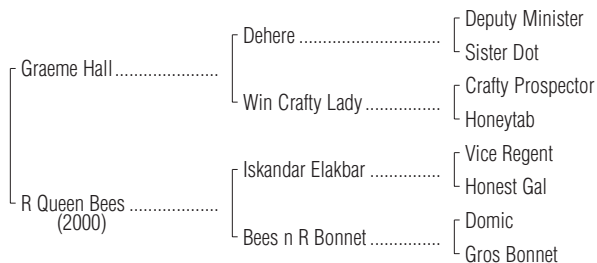 Deputy Minister
Dehere ..............................
Sister Dot
Graeme Hall......................
Crafty Prospector
Win Crafty Lady ................
Honeytab
Vice Regent
Iskandar Elakbar ...............
Honest Gal
R Queen Bees ...................
(2000)
Domic
Bees n R Bonnet...............
Gros Bonnet